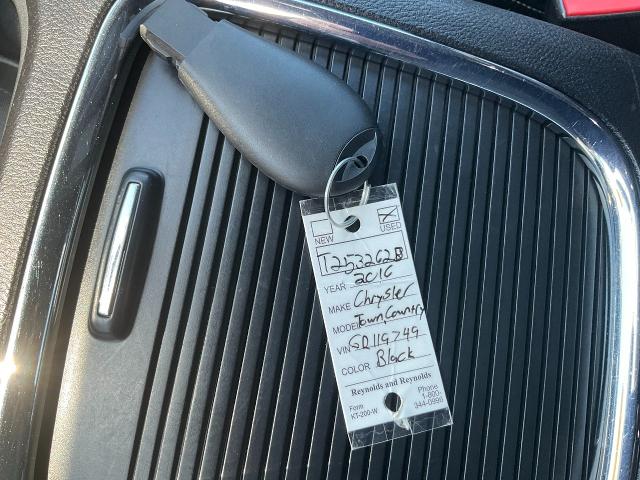 NEW USED
T253262B
YEAR 2016
MAKE Chrysler
MODEL Town, Country
VIN GR119749
COLOR Black
Reynolds and Reynolds
Form KT-200-W
Phone 1-800-344-0996